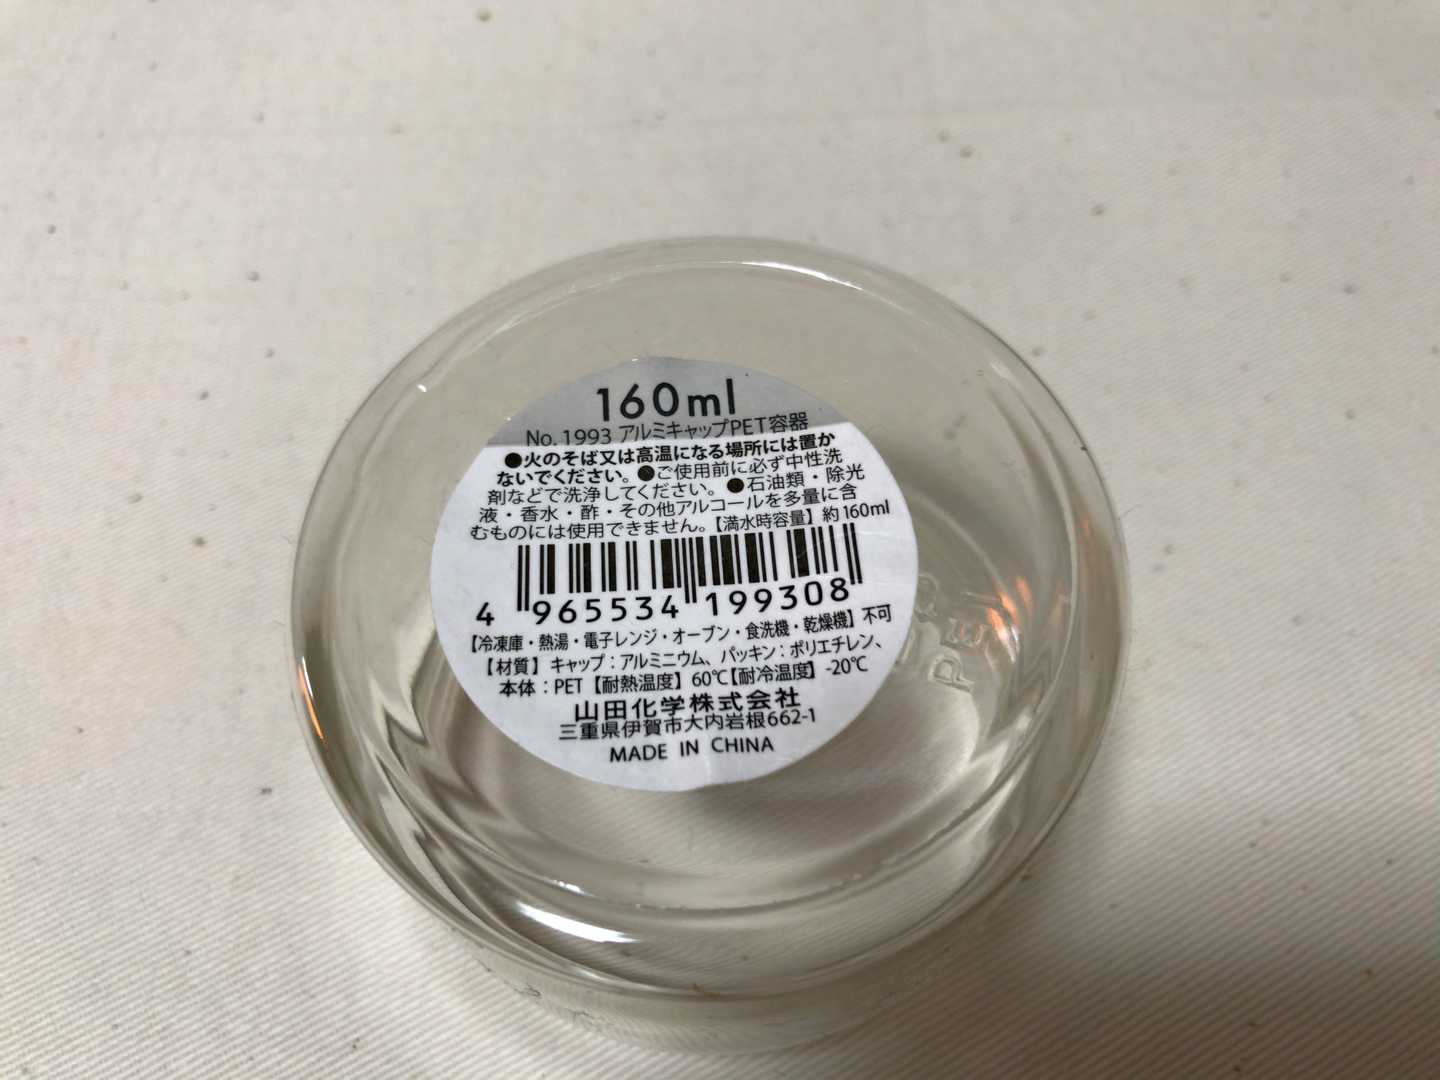 160ml
No. 1993 アルミキャップPET容器
●火のそば又は高温になる場所には置か
ないでください。●ご使用前に必ず中性洗
剤などで洗浄してください。 ●石油類・除光
液・香水・酢・その他アルコールを多量に含
むものには使用できません。【満水時容量】約160ml
4 965534 199308
【冷凍庫・熱湯・電子レンジ・オーブン・食洗機・乾燥機】不可
【材質】キャップ:アルミニウム、パッキン:ポリエチレン、
本体:PET【耐熱温度】60℃【耐冷温度】-20℃
山田化学株式会社
三重県伊賀市大内岩根662-1
MADE IN CHINA
PET